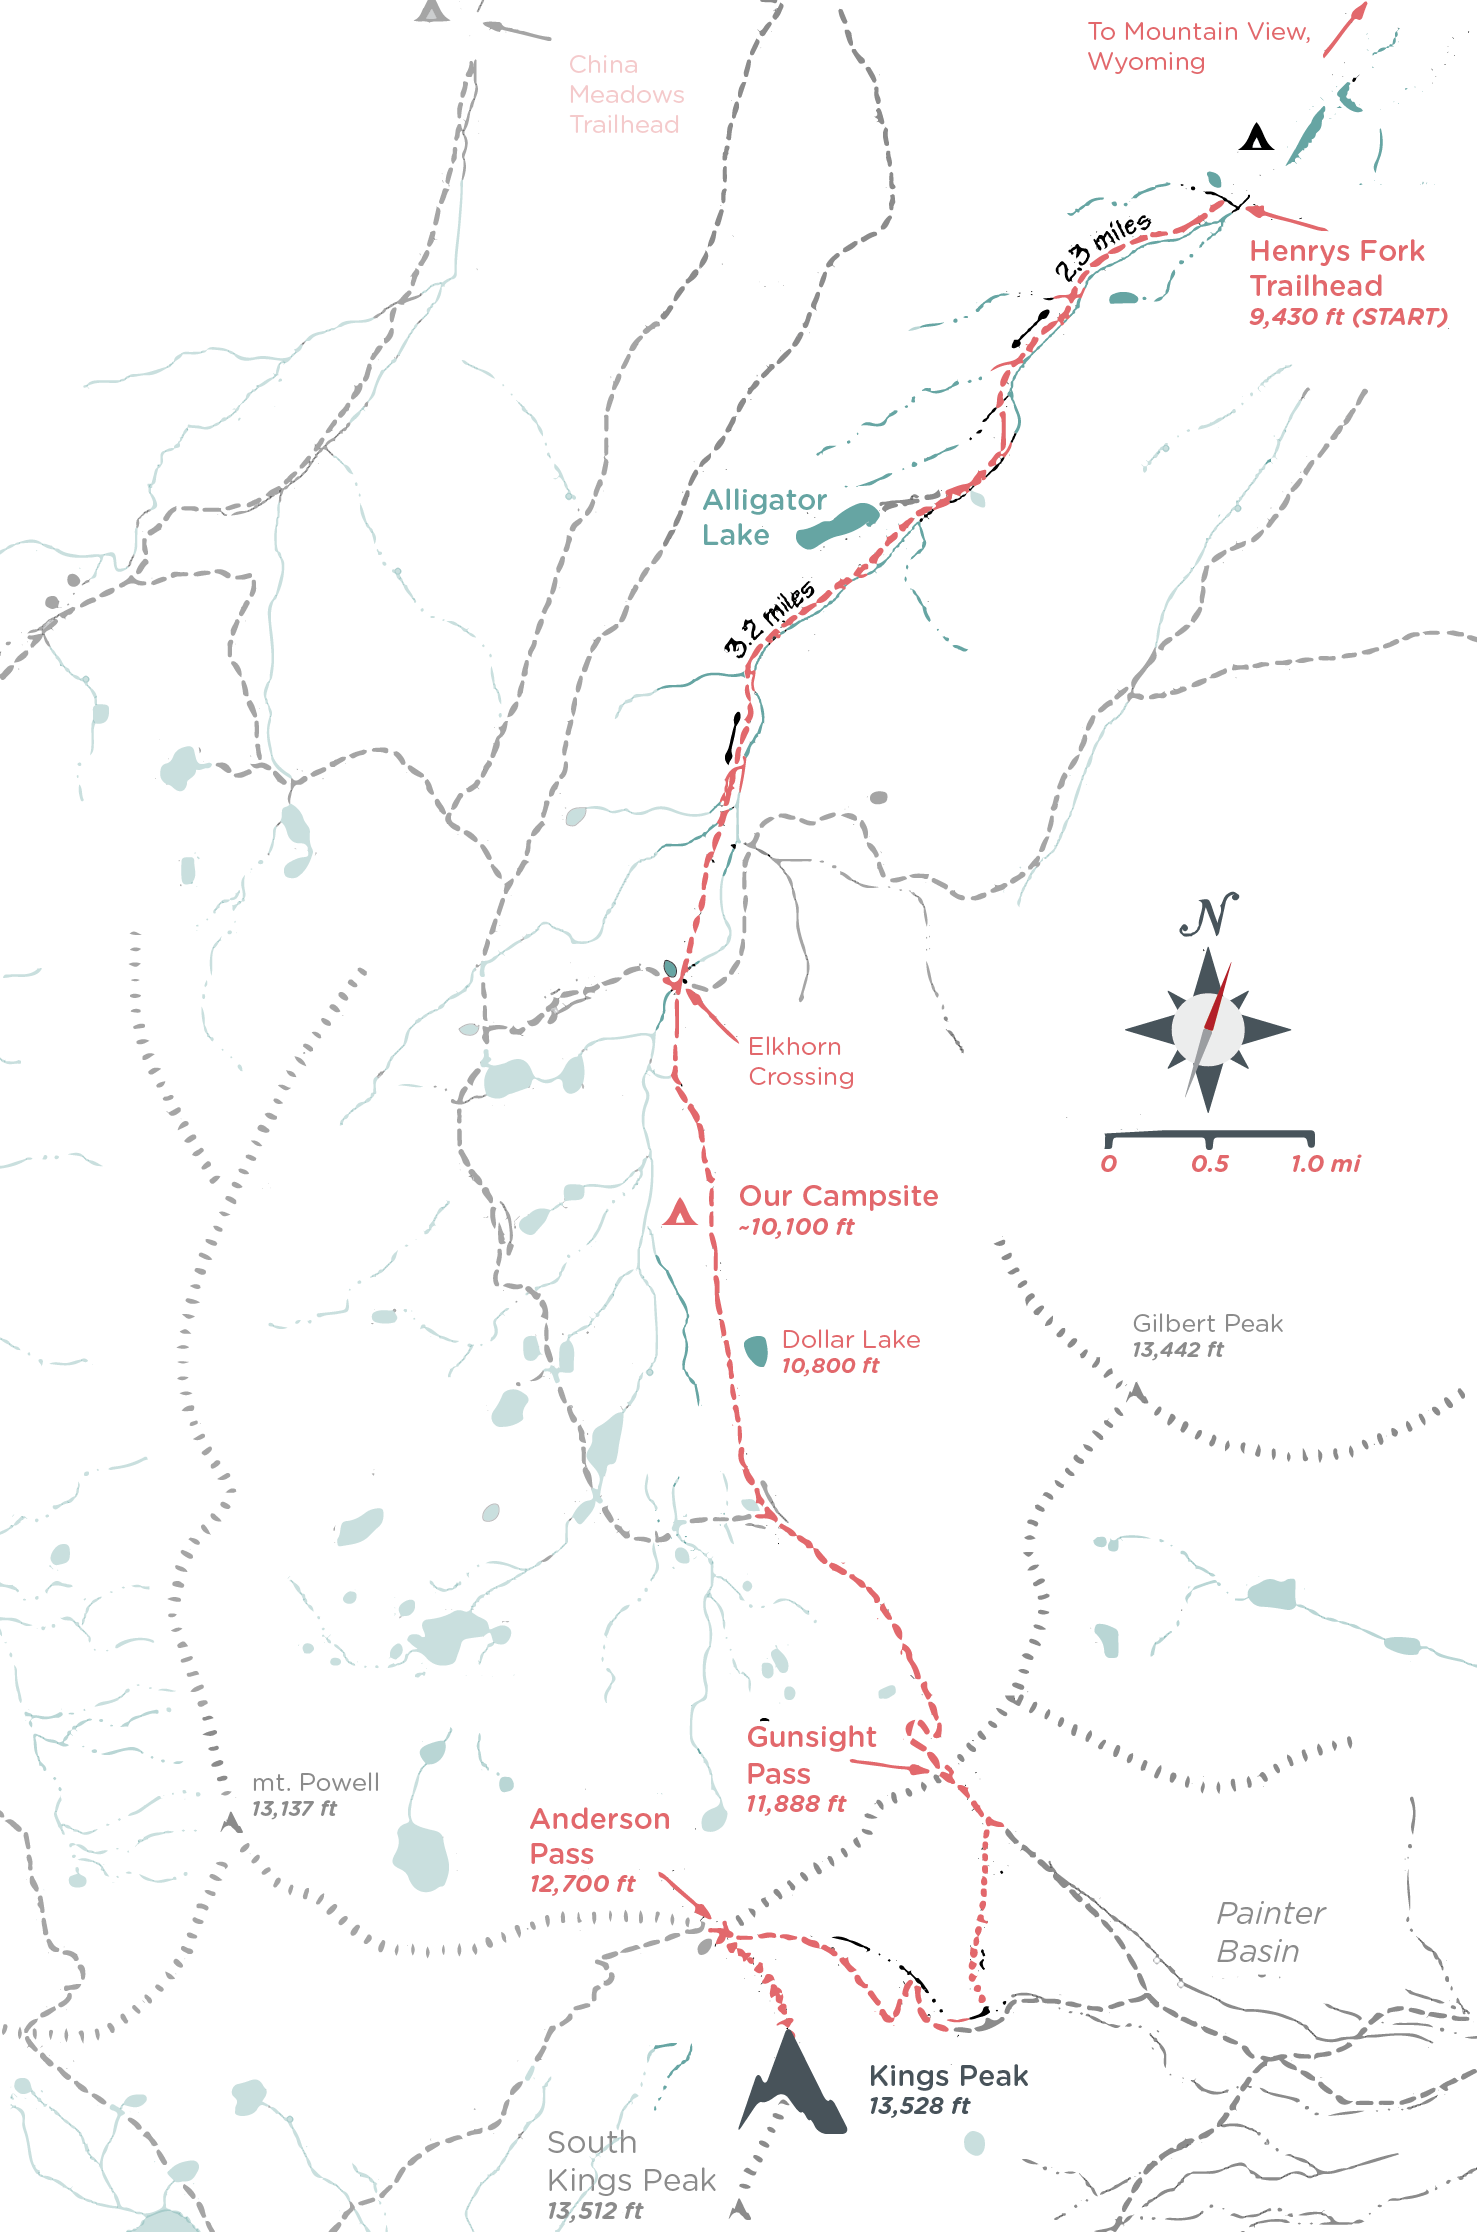 To Mountain View,
Wyoming
China
Meadows
Trailhead
2.3 miles
Henrys Fork
Trailhead
9,430 ft (START)
Alligator
Lake
3.2 miles
N
Elkhorn
Crossing
0 0.5 1.0 mi
Our Campsite
~10,100 ft
Gilbert Peak
13,442 ft
Dollar Lake
10,800 ft
Gunsight
Pass
11,888 ft
mt. Powell
13,137 ft
Anderson
Pass
12,700 ft
Painter
Basin
Kings Peak
13,528 ft
South
Kings Peak
13,512 ft